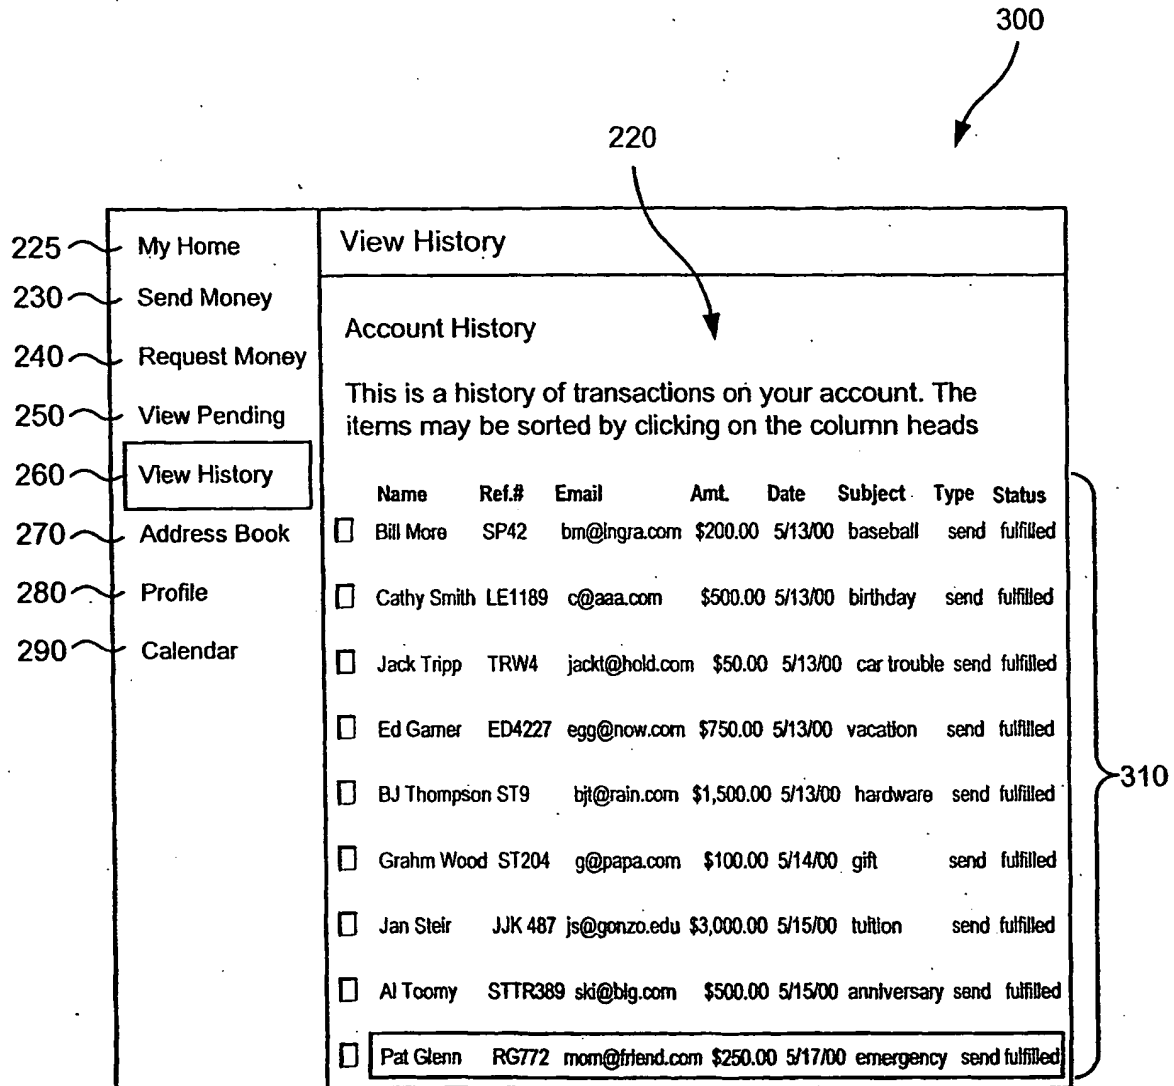 300
220
225 My Home
View History
230 Send Money
Account History
240 Request Money
This is a history of transactions on your account. The
250 View Pending
items may be sorted by clicking on the column heads
260 View History
Name Ref.# Email Amt. Date Subject Type Status
270 Address Book
Bill More SP42 bm@lngra.com $200.00 5/13/00 baseball send fulfilled
280 Profile
Cathy Smith LE1189 c@aaa.com $500.00 5/13/00 birthday send fulfilled
290 Calendar
Jack Tripp TRW4 jackt@hold.com $50.00 5/13/00 car trouble send fulfilled
Ed Garner ED4227 egg@now.com $750.00 5/13/00 vacation send fulfilled
310
BJ Thompson ST9 bjt@rain.com $1,500.00 5/13/00 hardware send fulfilled
Grahm Wood ST204 g@papa.com $100.00 5/14/00 gift send fulfilled
Jan Steir JJK 487 js@gonzo.edu $3,000.00 5/15/00 tuition send fulfilled
Al Toomy STTR389 ski@big.com $500.00 5/15/00 anniversary send fulfilled
Pat Glenn RG772 mom@friend.com $250.00 5/17/00 emergency send fulfilled